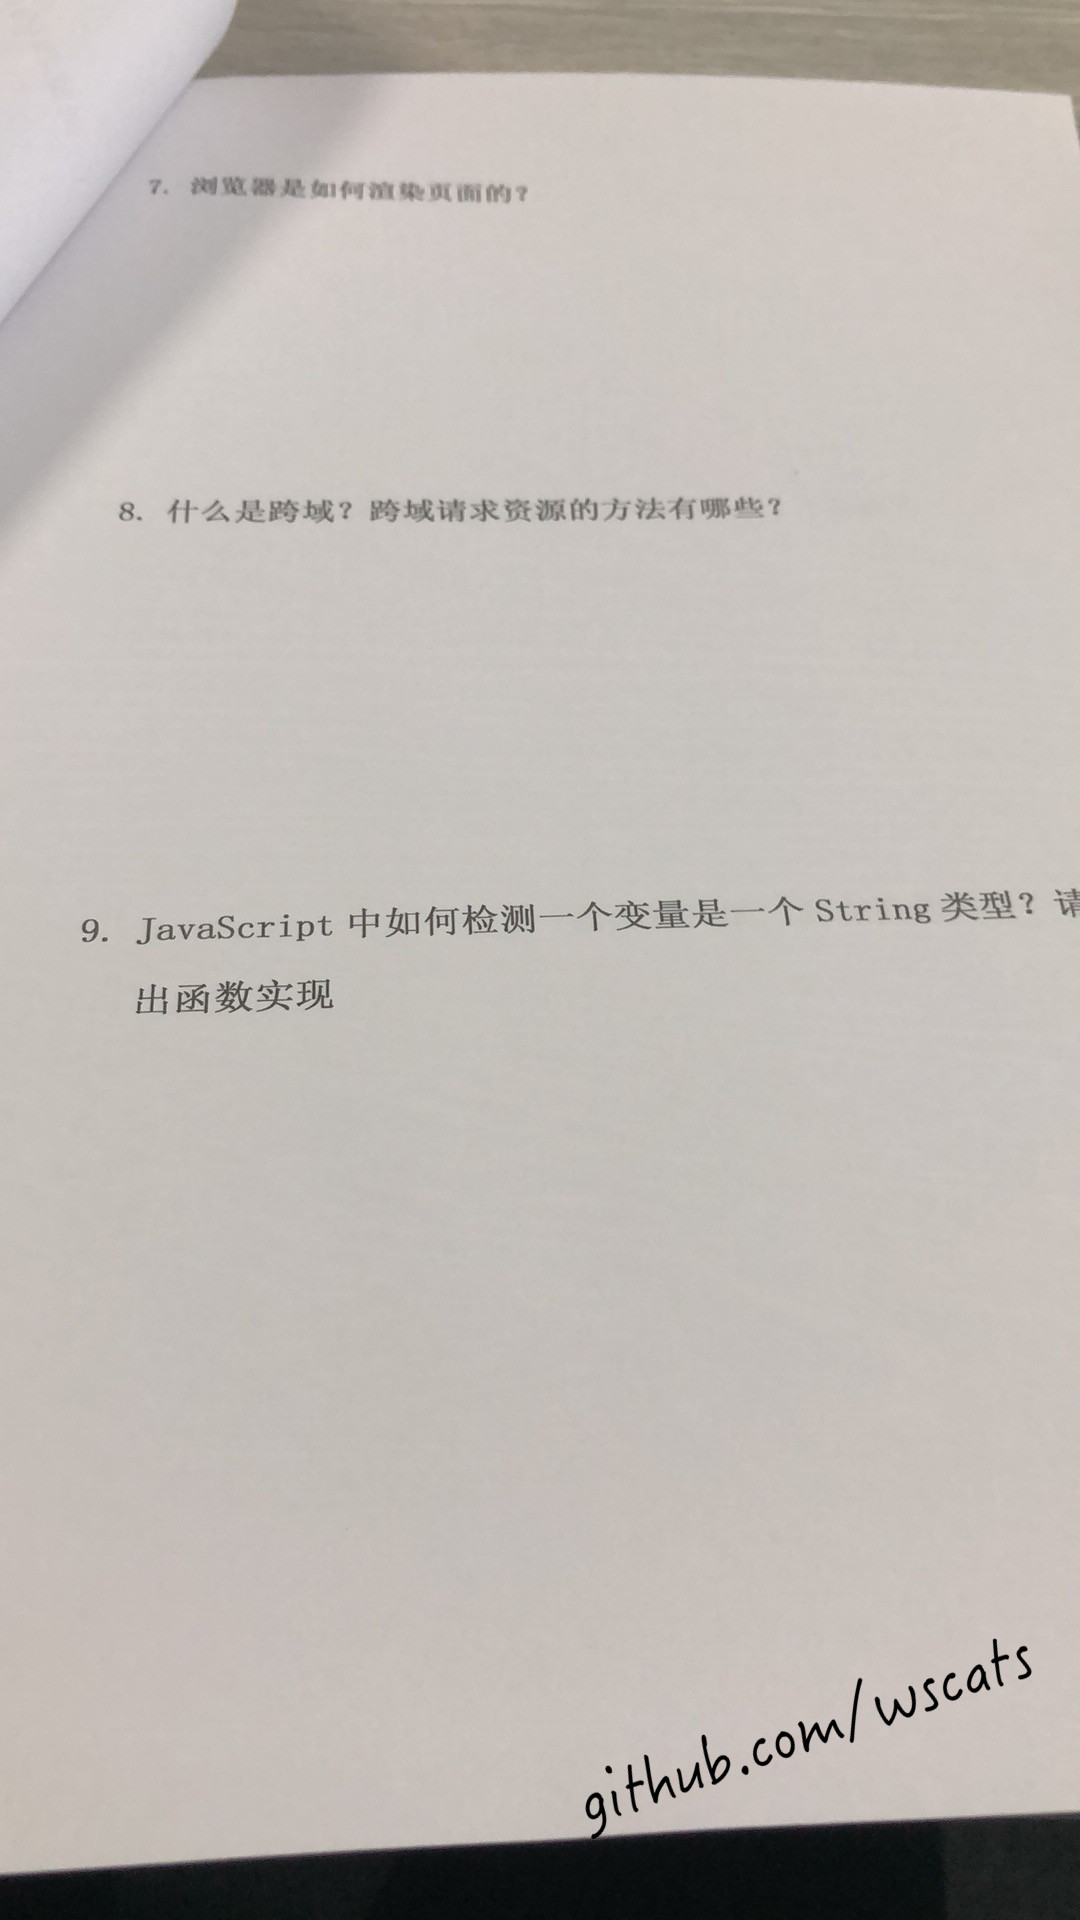 7. 浏览器是如何渲染页面的？
8. 什么是跨域？跨域请求资源的方法有哪些？
9. JavaScript 中如何检测一个变量是一个 String 类型？请
出函数实现
github.com/wscats